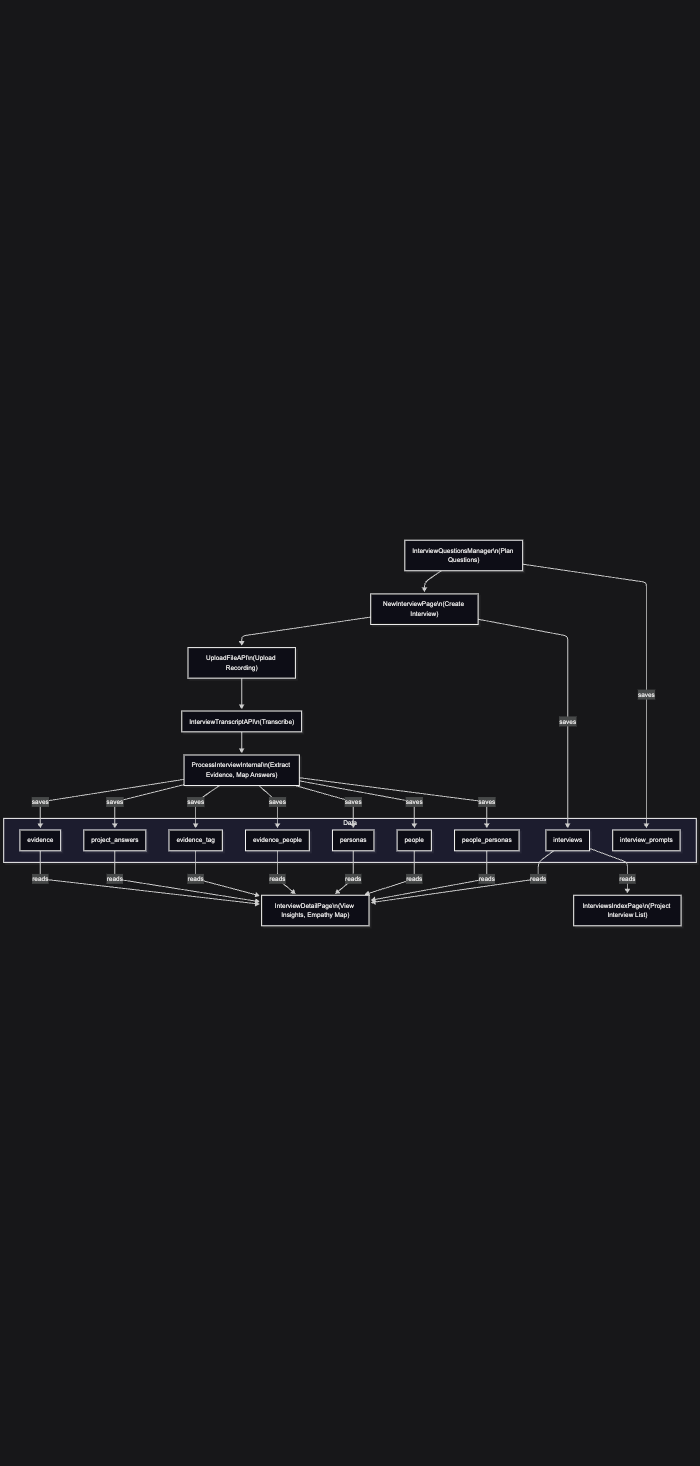 InterviewQuestionsManager\n(Plan
Questions)
NewInterviewPage\n(Create
Interview)
UploadFileAPI\n(Upload
Recording)
saves
InterviewTranscriptAPI\n(Transcribe)
saves
ProcessInterviewInternal\n(Extract
Evidence, Map Answers)
saves
saves
saves
saves
saves
saves
saves
Data
evidence
project_answers
evidence_tag
evidence_people
personas
people
people_personas
interviews
interview_prompts
reads
reads
reads
reads
reads
reads
reads
reads
reads
InterviewDetailPage\n(View
Insights, Empathy Map)
InterviewsIndexPage\n(Project
Interview List)